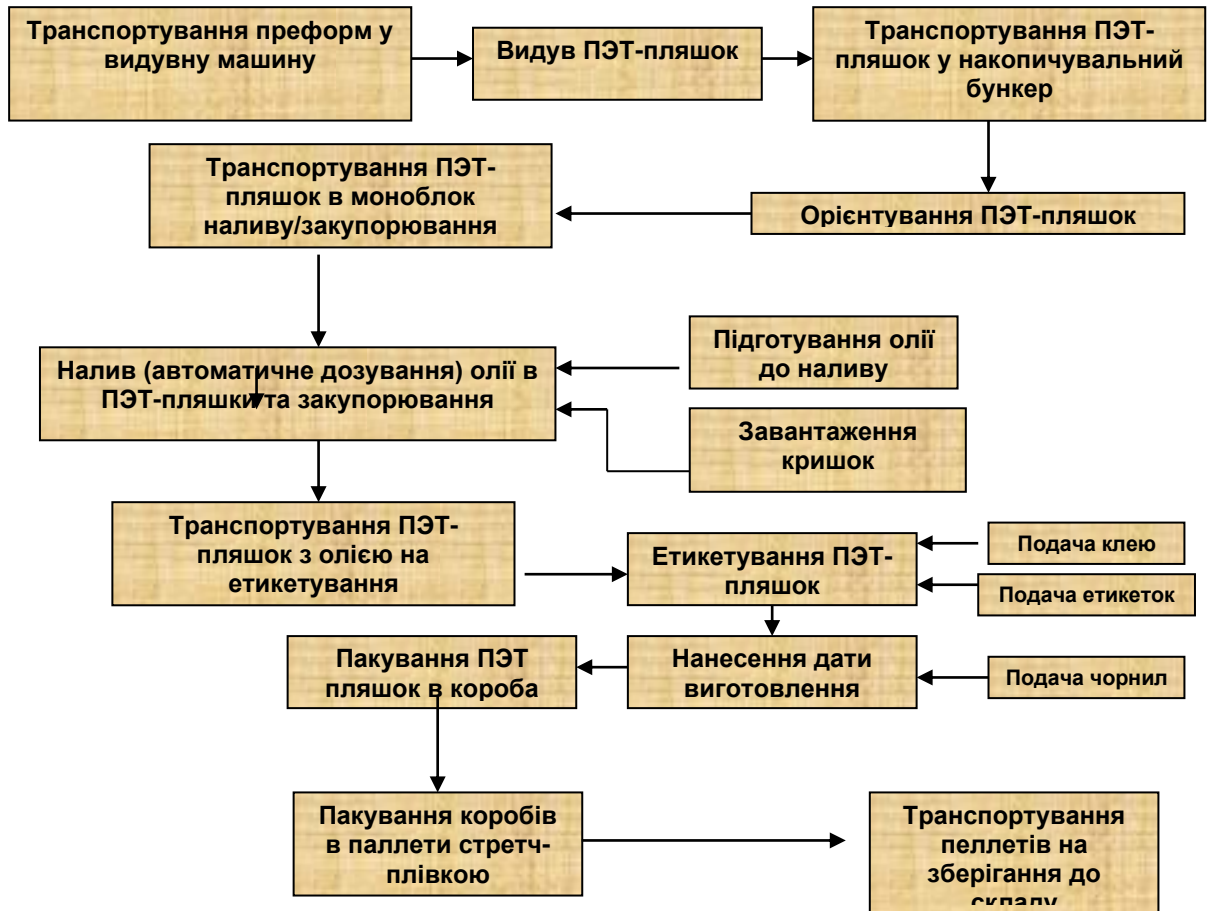 Транспортування преформ у
видувну машину
Видув ПЭТ-пляшок
Транспортування ПЭТ-
пляшок у накопичувальний
бункер
Транспортування ПЭТ-
пляшок в моноблок
наливу/закупорювання
Орієнтування ПЭТ-пляшок
Підготування олії
до наливу
Налив (автоматичне дозування) олії в
ПЭТ-пляшки та закупорювання
Завантаження
кришок
Транспортування ПЭТ-
пляшок з олією на
етикетування
Етикетування ПЭТ-
пляшок
Подача клею
Подача етикеток
Пакування ПЭТ
пляшок в короба
Нанесення дати
виготовлення
Подача чорнил
Пакування коробів
в паллети стретч-
плівкою
Транспортування
пеллетів на
зберігання до
складу